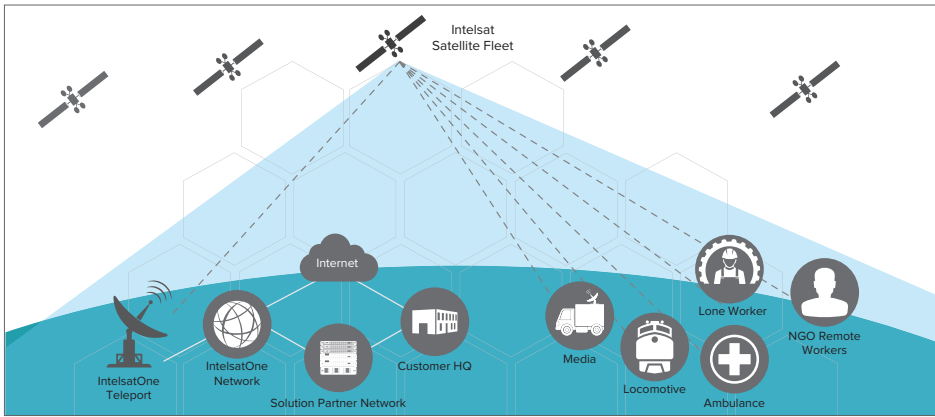 Intelsat
Satellite Fleet
Internet
IntelsatOne
Teleport
IntelsatOne
Network
Solution Partner Network
Customer HQ
Media
Locomotive
Lone Worker
Ambulance
NGO Remote
Workers